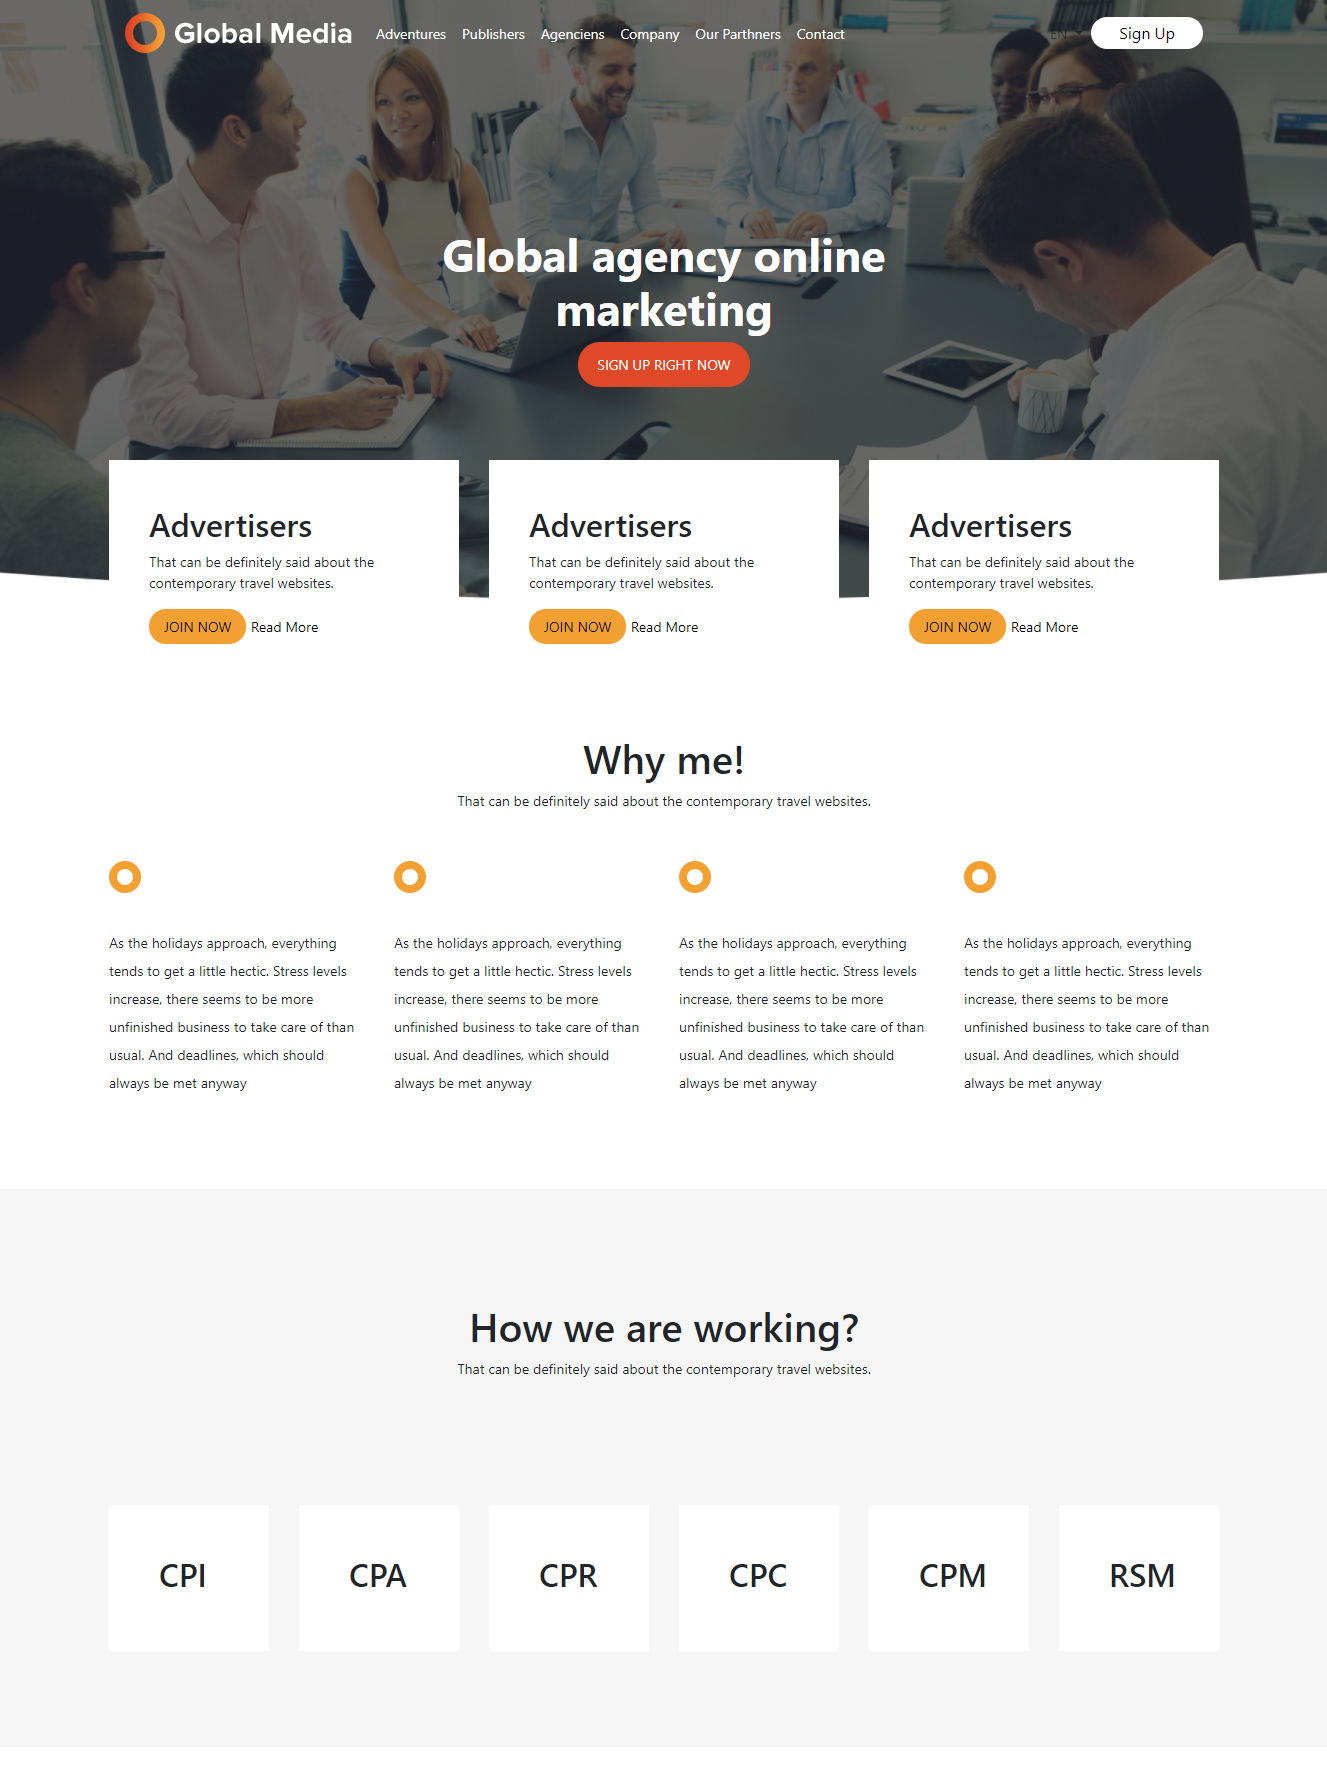 Global Media Adventures Publishers Agenciens Company Our Parthners Contact EN Sign Up
Global agency online
marketing
SIGN UP RIGHT NOW
Advertisers
That can be definitely said about the
contemporary travel websites.
JOIN NOW Read More
Advertisers
That can be definitely said about the
contemporary travel websites.
JOIN NOW Read More
Advertisers
That can be definitely said about the
contemporary travel websites.
JOIN NOW Read More
Why me!
That can be definitely said about the contemporary travel websites.
As the holidays approach, everything
tends to get a little hectic. Stress levels
increase, there seems to be more
unfinished business to take care of than
usual. And deadlines, which should
always be met anyway
As the holidays approach, everything
tends to get a little hectic. Stress levels
increase, there seems to be more
unfinished business to take care of than
usual. And deadlines, which should
always be met anyway
As the holidays approach, everything
tends to get a little hectic. Stress levels
increase, there seems to be more
unfinished business to take care of than
usual. And deadlines, which should
always be met anyway
As the holidays approach, everything
tends to get a little hectic. Stress levels
increase, there seems to be more
unfinished business to take care of than
usual. And deadlines, which should
always be met anyway
How we are working?
That can be definitely said about the contemporary travel websites.
CPI CPA CPR CPC CPM RSM